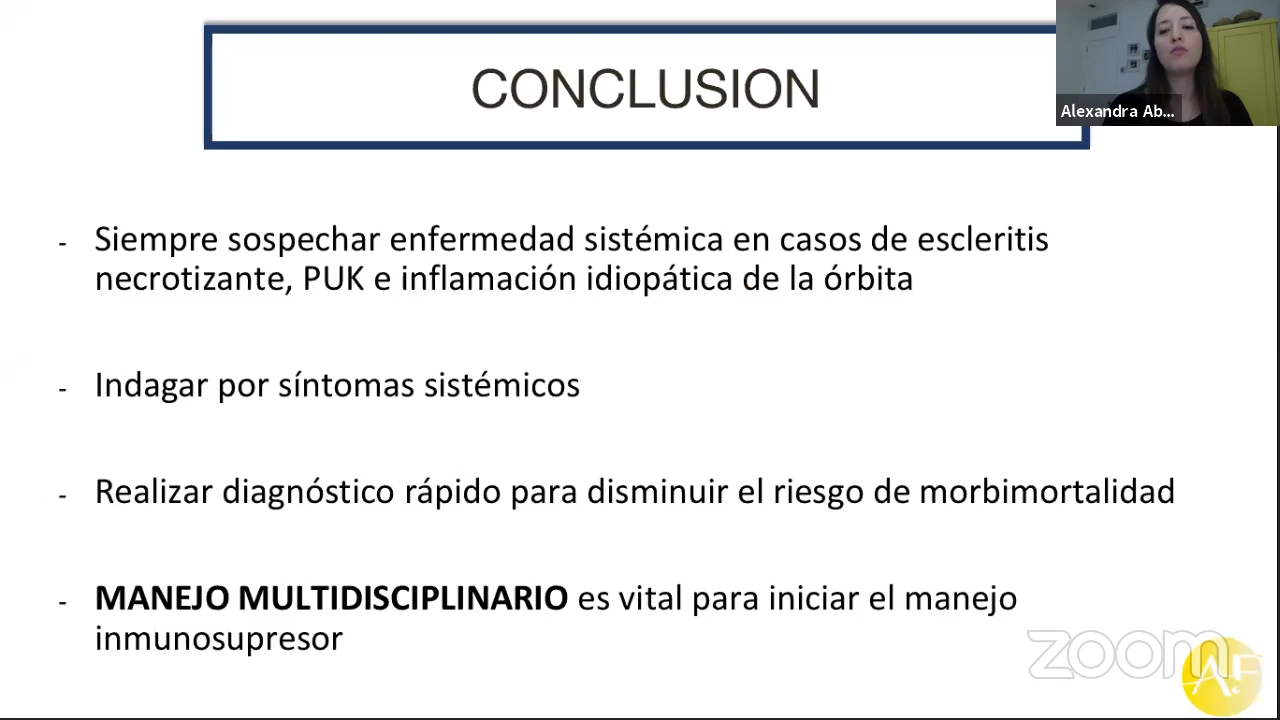 CONCLUSION
Alexandra Ab...
- Siempre sospechar enfermedad sistémica en casos de escleritis
necrotizante, PUK e inflamación idiopática de la órbita
- Indagar por síntomas sistémicos
- Realizar diagnóstico rápido para disminuir el riesgo de morbimortalidad
- MANEJO MULTIDISCIPLINARIO es vital para iniciar el manejo
inmunosupresor
zoom
A.F